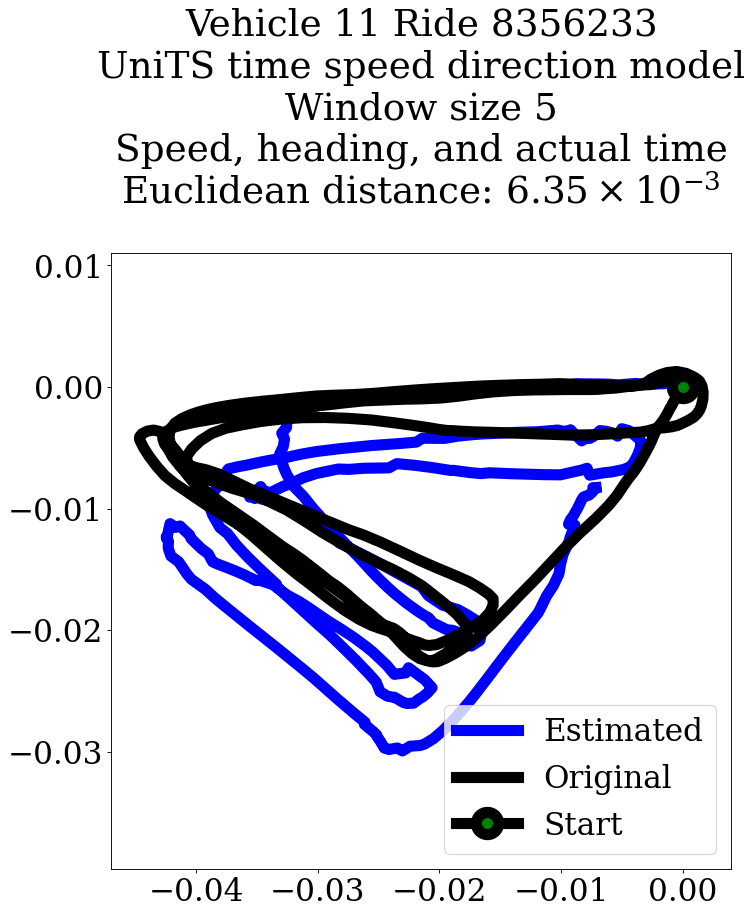 Vehicle 11 Ride 8356233
UniTS time speed direction model
Window size 5
Speed, heading, and actual time
Euclidean distance: 6.35 × 10⁻³
0.01
0.00
−0.01
−0.02
−0.03
Estimated
Original
Start
−0.04
−0.03
−0.02
−0.01
0.00